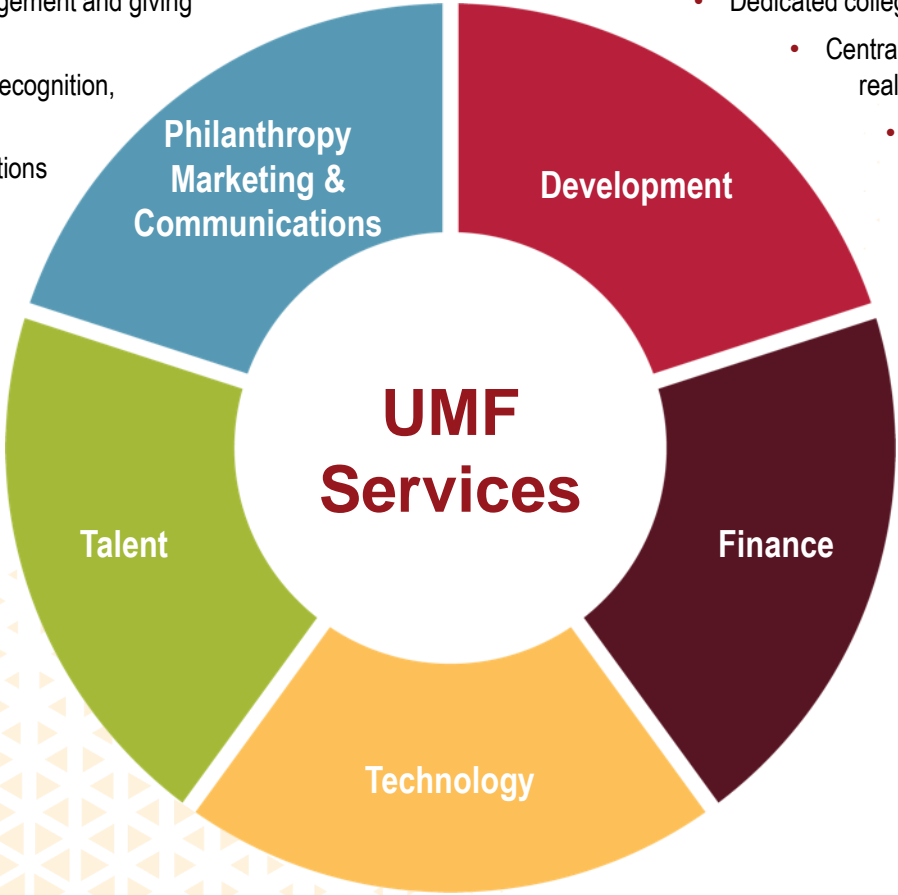 gement and giving
ecognition,
tions
Dedicated colleg
Centra
real
Philanthropy
Marketing &
Communications
Development
UMF
Services
Talent
Finance
Technology